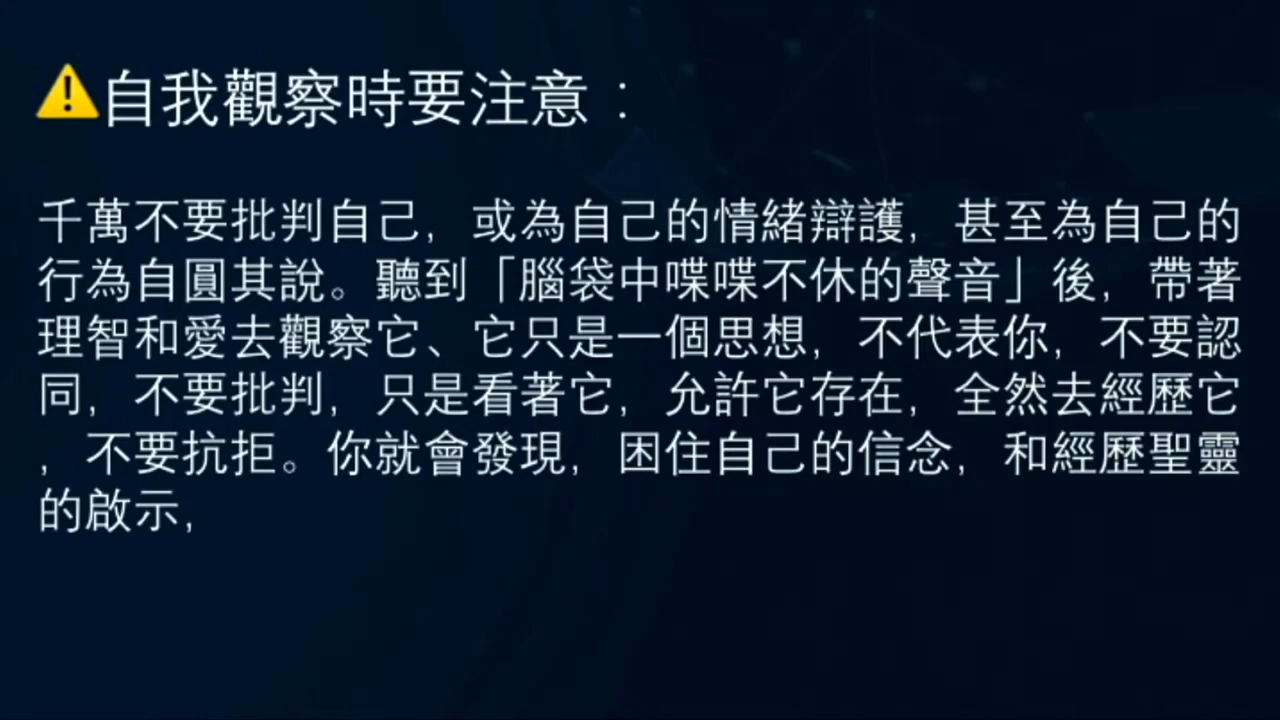 ⚠️自我觀察時要注意：
千萬不要批判自己，或為自己的情緒辯護，甚至為自己的
行為自圓其說。聽到「腦袋中喋喋不休的聲音」後，帶著
理智和愛去觀察它、它只是一個思想，不代表你，不要認
同，不要批判，只是看著它，允許它存在，全然去經歷它
，不要抗拒。你就會發現，困住自己的信念，和經歷聖靈
的啟示，